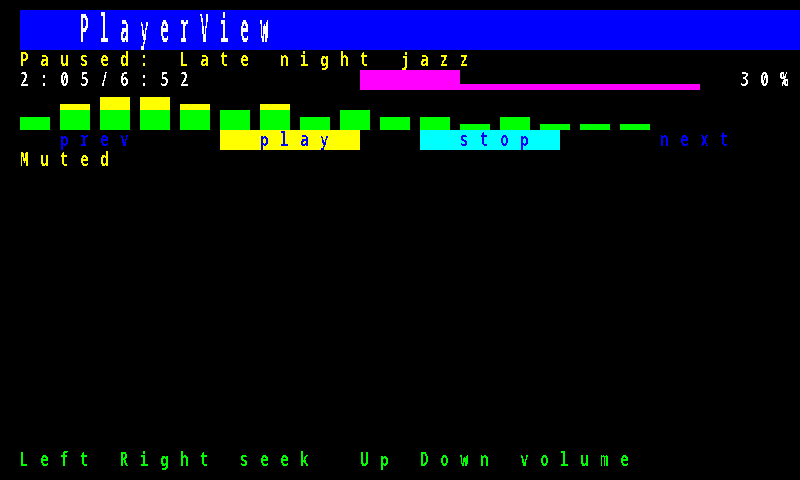 PlayerView
Paused: Late night jazz
2:05/6:52 30%
prev play stop next
Muted
Left Right seek Up Down volume